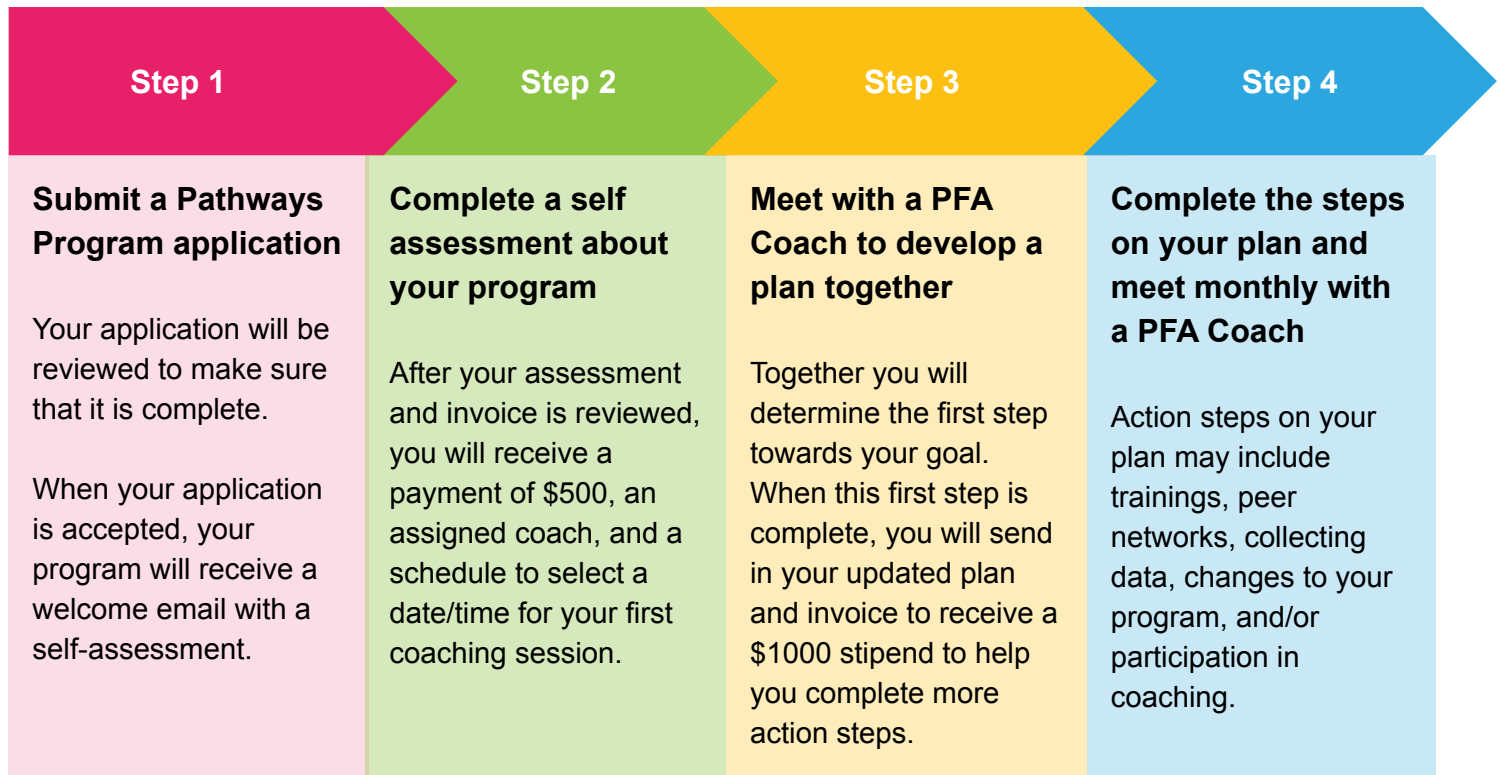 Step 1
Step 2
Step 3
Step 4
Submit a Pathways
Program application
Your application will be
reviewed to make sure
that it is complete.
When your application
is accepted, your
program will receive a
welcome email with a
self-assessment.
Complete a self
assessment about
your program
After your assessment
and invoice is reviewed,
you will receive a
payment of $500, an
assigned coach, and a
schedule to select a
date/time for your first
coaching session.
Meet with a PFA
Coach to develop a
plan together
Together you will
determine the first step
towards your goal.
When this first step is
complete, you will send
in your updated plan
and invoice to receive a
$1000 stipend to help
you complete more
action steps.
Complete the steps
on your plan and
meet monthly with
a PFA Coach
Action steps on your
plan may include
trainings, peer
networks, collecting
data, changes to your
program, and/or
participation in
coaching.